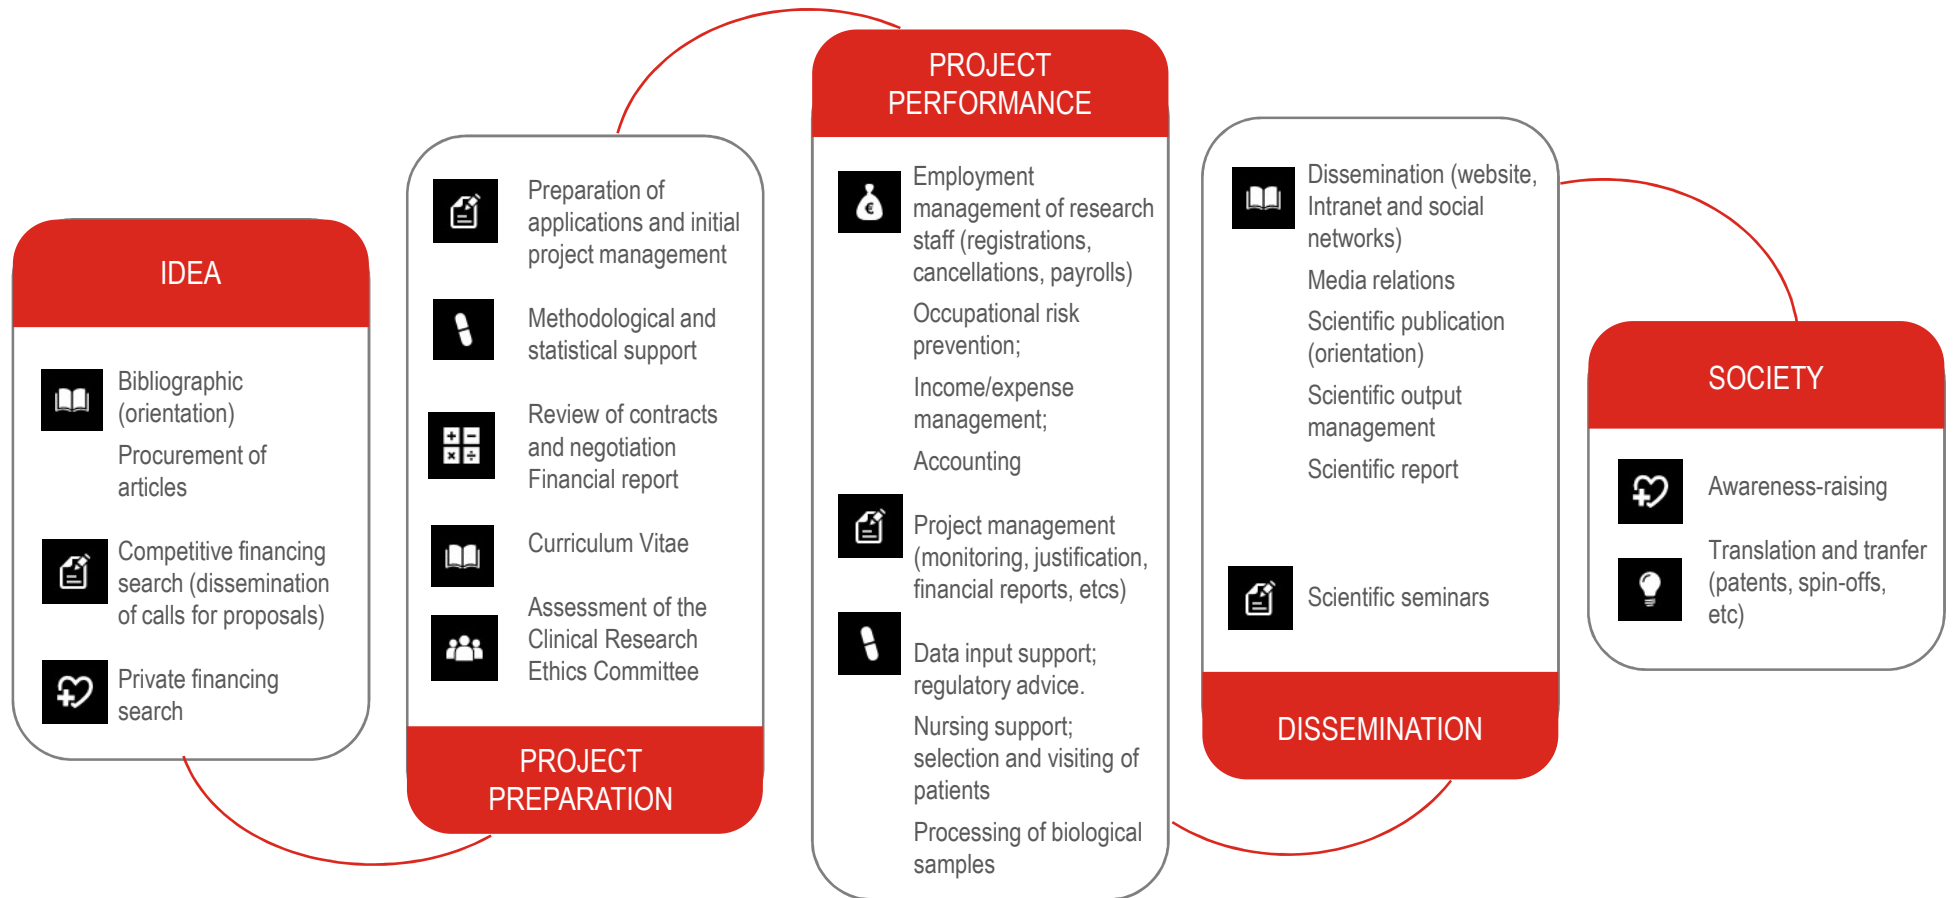 IDEA
Bibliographic
(orientation)
Procurement of
articles
Competitive financing
search (dissemination
of calls for proposals)
Private financing
search
Preparation of
applications and initial
project management
Methodological and
statistical support
Review of contracts
and negotiation
Financial report
Curriculum Vitae
Assessment of the
Clinical Research
Ethics Committee
PROJECT
PREPARATION
PROJECT
PERFORMANCE
Employment
management of research
staff (registrations,
cancellations, payrolls)
Occupational risk
prevention;
Income/expense
management;
Accounting
Project management
(monitoring, justification,
financial reports, etcs)
Data input support;
regulatory advice.
Nursing support;
selection and visiting of
patients
Processing of biological
samples
Dissemination (website,
Intranet and social
networks)
Media relations
Scientific publication
(orientation)
Scientific output
management
Scientific report
Scientific seminars
DISSEMINATION
SOCIETY
Awareness-raising
Translation and tranfer
(patents, spin-offs,
etc)